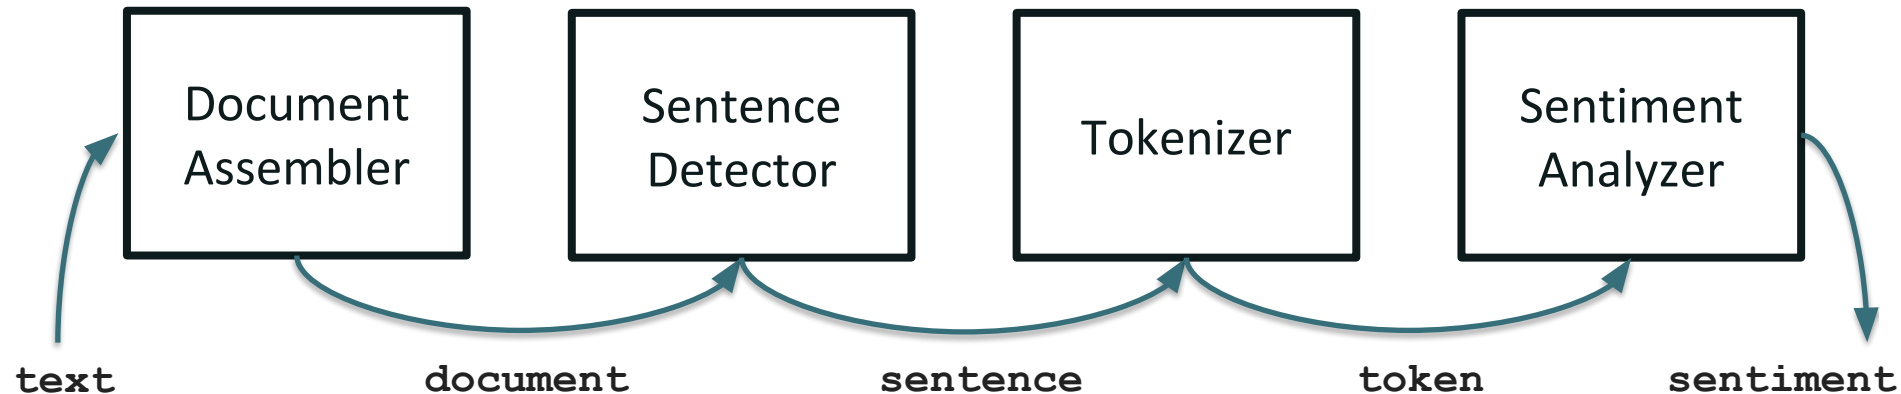 Document
Assembler
Sentence
Detector
Tokenizer
Sentiment
Analyzer
text
document
sentence
token
sentiment